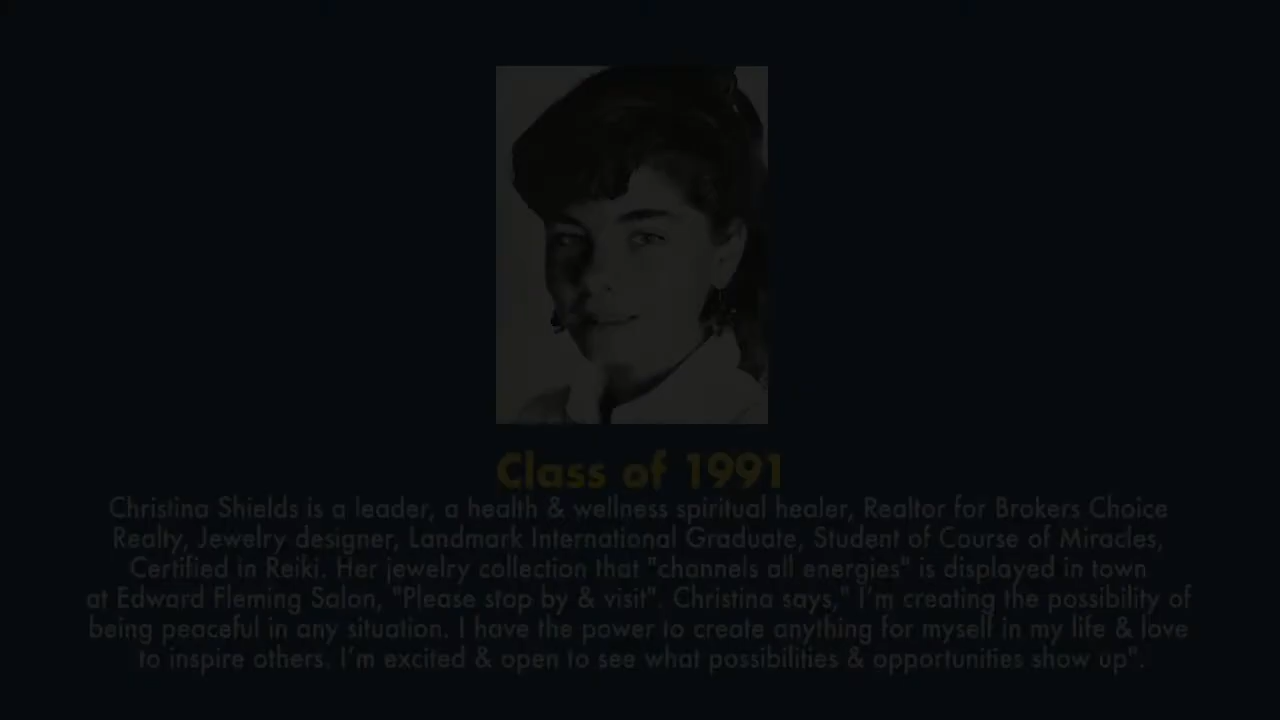 Class of 1991
Christina Shields is a leader, a health & wellness spiritual healer, Realtor for Brokers Choice
Realty, Jewelry designer, Landmark International Graduate, Student of Course of Miracles,
Certified in Reiki. Her jewelry collection that "channels all energies" is displayed in town
at Edward Fleming Salon, "Please stop by & visit". Christina says," I'm creating the possibility of
being peaceful in any situation. I have the power to create anything for myself in my life & love
to inspire others. I'm excited & open to see what possibilities & opportunities show up".